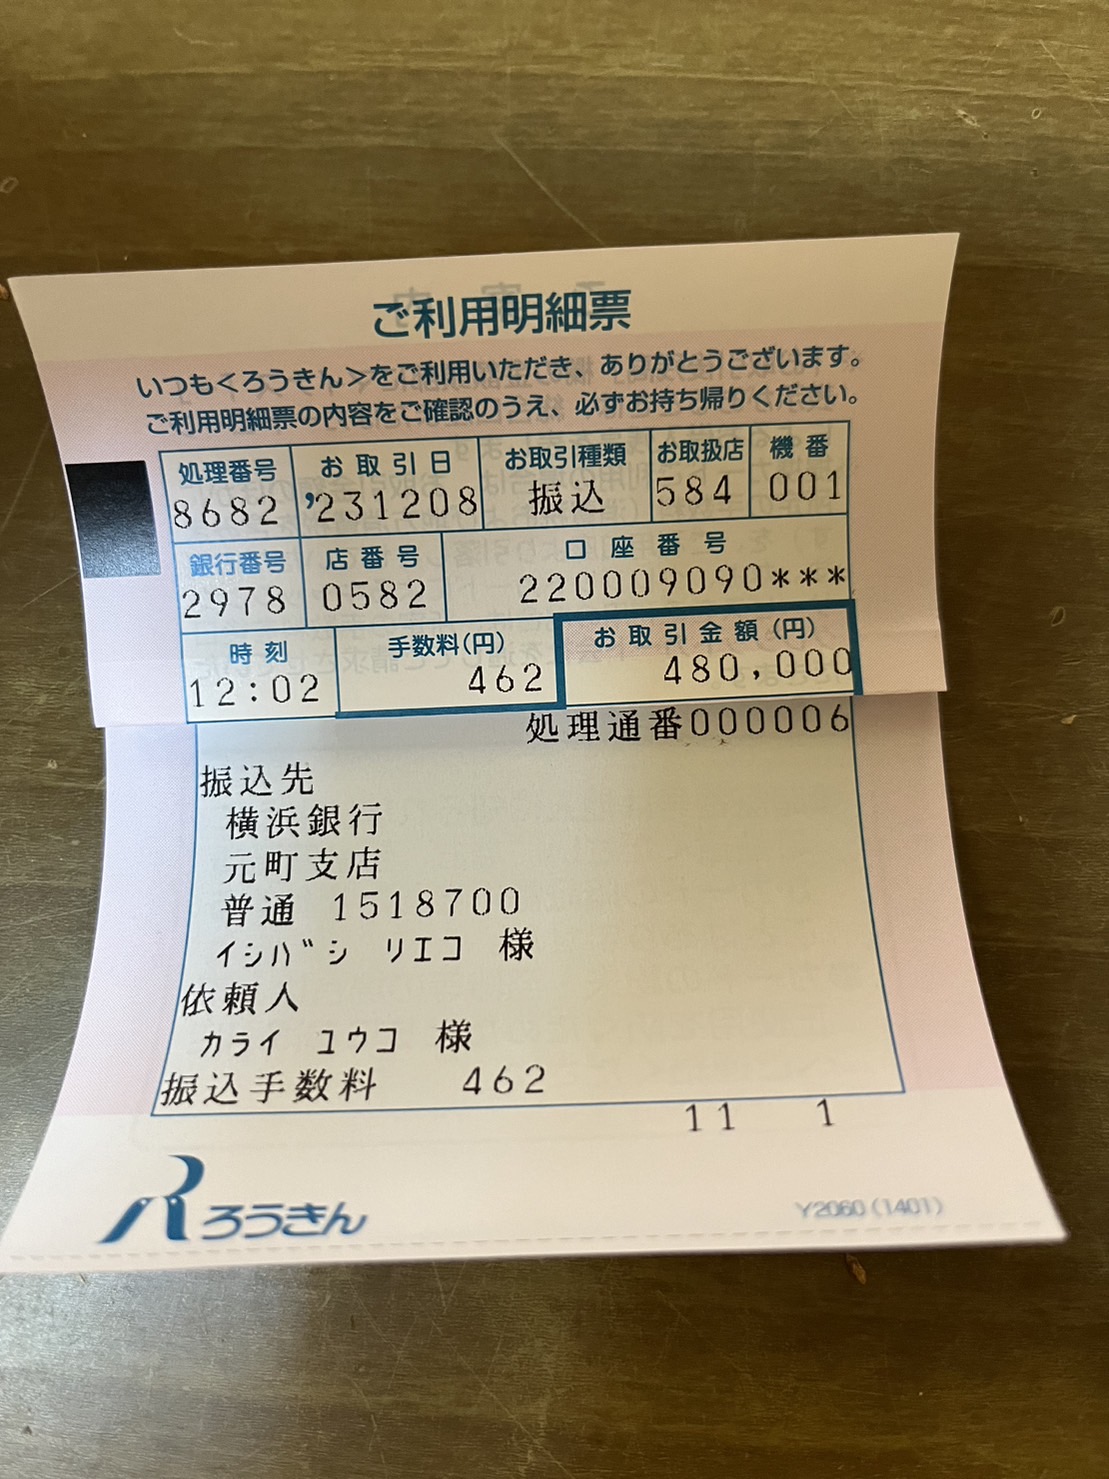 ご利用明細票
いつも<ろうきん>をご利用いただき、ありがとうございます。
ご利用明細票の内容をご確認のうえ、必ずお持ち帰りください。
処理番号 お取引日 お取引種類 お取扱店 機番
8682 '231208 振込 584 001
銀行番号 店番号 口座番号
2978 0582 220009090***
時刻 手数料(円) お取引金額(円)
12:02 462 480,000
処理通番000006
振込先
横浜銀行
元町支店
普通 1518700
イシバシ リエコ 様
依頼人
カライ ユウコ 様
振込手数料 462
11 1
ろうきん
Y2060(1401)